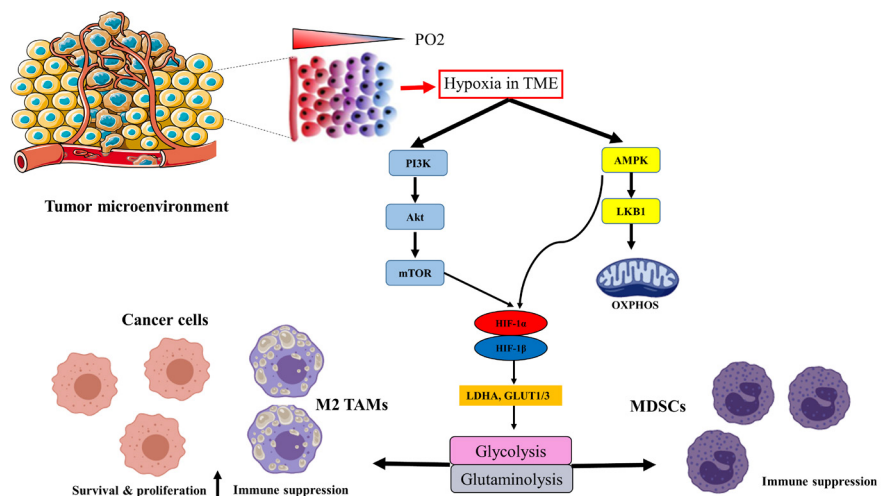 PO2
Hypoxia in TME
PI3K
AMPK
Tumor microenvironment
Akt
LKB1
mTOR
OXPHOS
Cancer cells
HIF-1α
HIF-1β
LDHA, GLUT1/3
M2 TAMs
MDSCs
Glycolysis
Glutaminolysis
Survival & proliferation
Immune suppression
Immune suppression